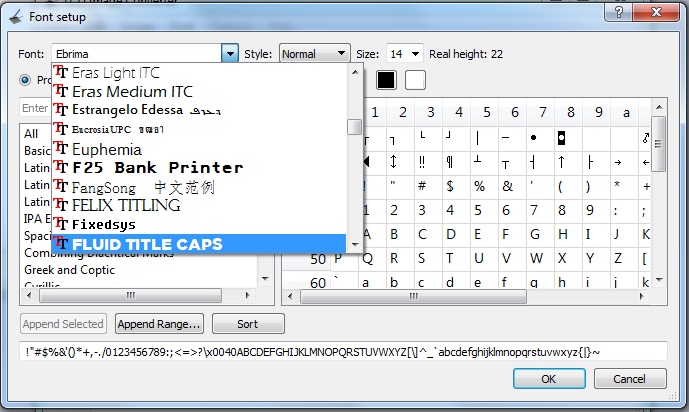 Font setup
Font: Ebrima Style: Normal Size: 14 Real height: 22
Eras Light ITC
Eras Medium ITC
Estrangelo Edessa
EucrosiaUPC
Euphemia
F25 Bank Printer
FangSong 中文范例
FELIX TITLING
Fixedsys
FLUID TITLE CAPS
Pro
Enter
All
Basic
Latin
Latin
Latin
IPA E
Spaci
Combining Diacritical Marks
Greek and Coptic
Cyrillic
1 2 3 4 5 6 7 8 9 a
┐ └ ┘ │ ─ • ◘ ♂
◄ ↕ ‼ ¶ ┴ ┬ ┤ ↑ ├ → ←
! " # $ % & ' ( ) * +
1 2 3 4 5 6 7 8 9 : ;
A B C D E F G H I J K
50 P Q R S T U V W X Y Z [
60 ` a b c d e f g h i j k
Append Selected Append Range... Sort
!"#$%&'()*+,-./0123456789:;<=>?\x0040ABCDEFGHIJKLMNOPQRSTUVWXYZ[\]^_`abcdefghijklmnopqrstuvwxyz{|}~
OK Cancel